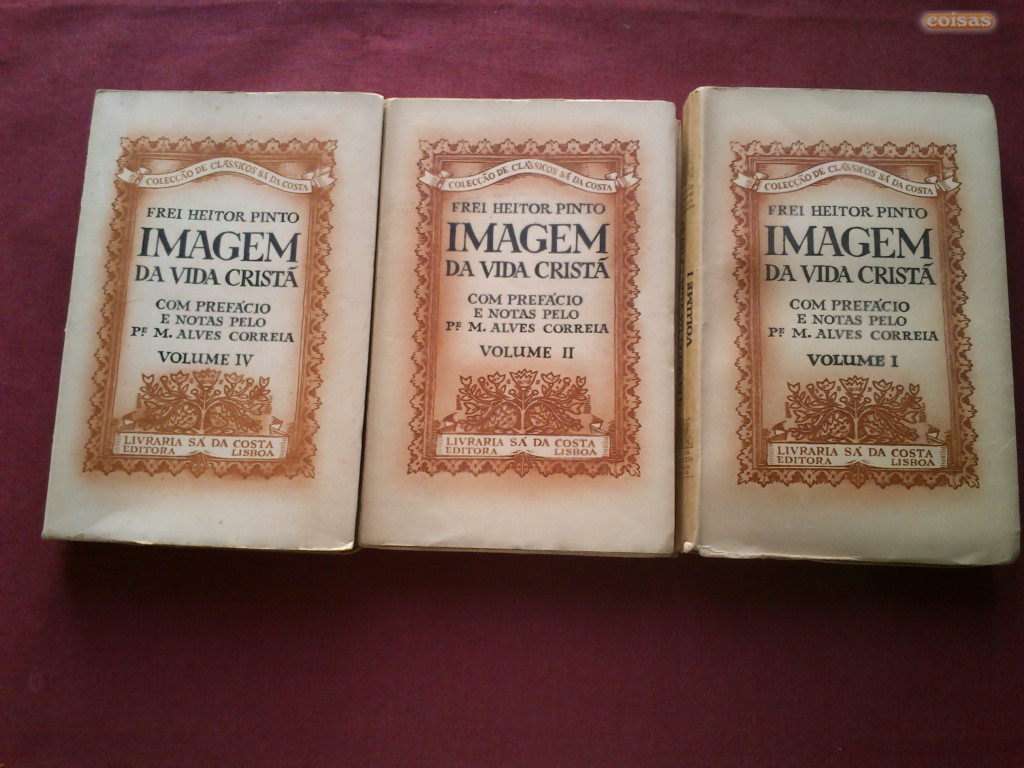 coisas
COLECÇÃO DE CLÁSSICOS SÁ DA COSTA
FREI HEITOR PINTO
IMAGEM
DA VIDA CRISTÃ
COM PREFÁCIO
E NOTAS PELO
Pᴱ. M. ALVES CORREIA
VOLUME IV
LIVRARIA SÁ DA COSTA
EDITORA LISBOA
COLECÇÃO DE CLÁSSICOS SÁ DA COSTA
FREI HEITOR PINTO
IMAGEM
DA VIDA CRISTÃ
COM PREFÁCIO
E NOTAS PELO
Pᴱ. M. ALVES CORREIA
VOLUME II
LIVRARIA SÁ DA COSTA
EDITORA LISBOA
VOLUME I
COLECÇÃO DE CLÁSSICOS SÁ DA COSTA
FREI HEITOR PINTO
IMAGEM
DA VIDA CRISTÃ
COM PREFÁCIO
E NOTAS PELO
Pᴱ. M. ALVES CORREIA
VOLUME I
LIVRARIA SÁ DA COSTA
EDITORA LISBOA